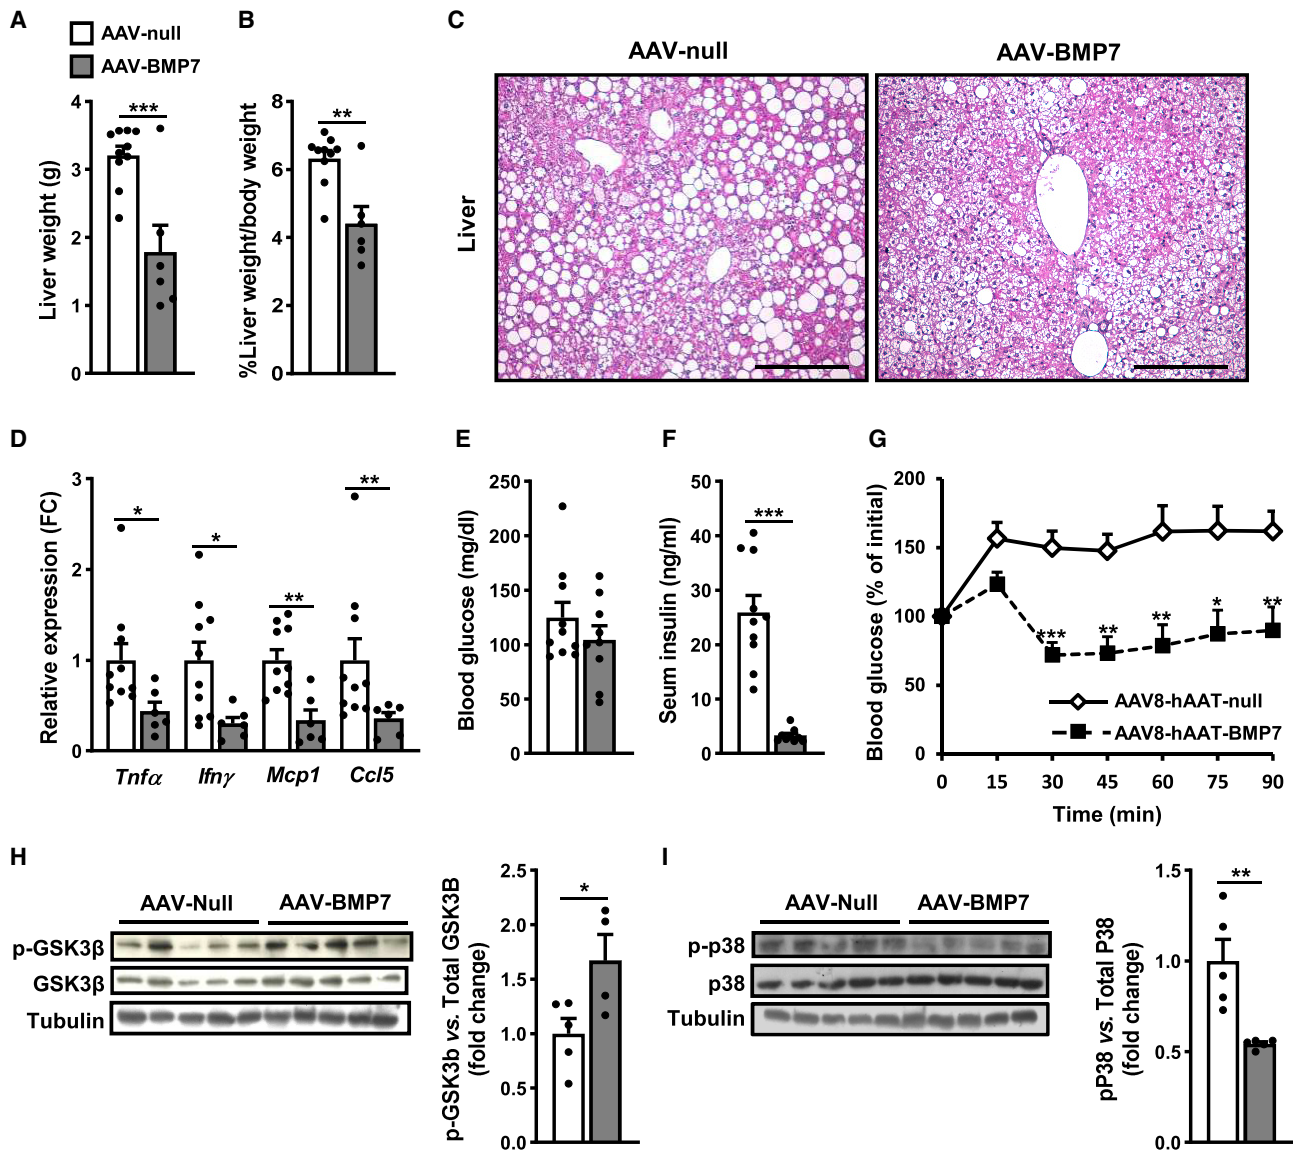 A
AAV-null
AAV-BMP7
Liver weight (g)
4
3
2
1
0
***
B
%Liver weight/body weight
8
6
4
2
0
**
C
AAV-null
AAV-BMP7
Liver
D
Relative expression (FC)
3
2
1
0
*
*
**
**
Tnfα
Ifnγ
Mcp1
Ccl5
E
Blood glucose (mg/dl)
250
200
150
100
50
0
F
Seum insulin (ng/ml)
50
40
30
20
10
0
***
G
Blood glucose (% of initial)
200
150
100
50
0
***
**
**
*
**
AAV8-hAAT-null
AAV8-hAAT-BMP7
0 15 30 45 60 75 90
Time (min)
H
AAV-Null AAV-BMP7
p-GSK3β
GSK3β
Tubulin
p-GSK3b vs. Total GSK3B
(fold change)
2.5
2.0
1.5
1.0
0.5
0.0
*
I
AAV-Null AAV-BMP7
p-p38
p38
Tubulin
pP38 vs. Total P38
(fold change)
1.5
1.0
0.5
0.0
**